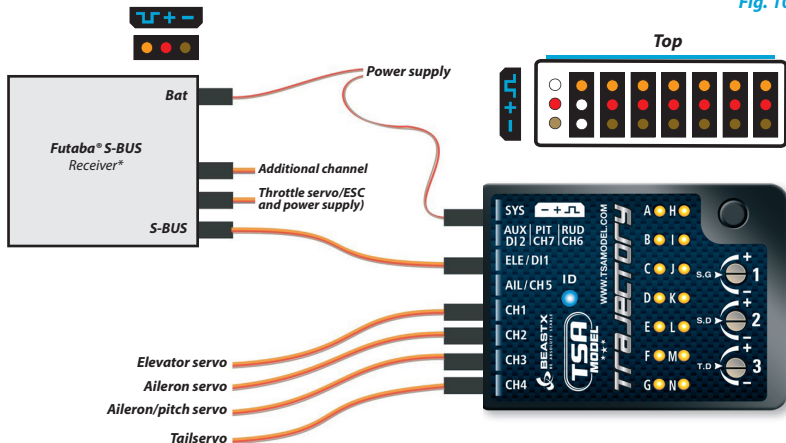 Fig. 10
⎍ + −
Top
Bat
Power supply
− + ⎍
Futaba® S-BUS
Receiver*
Additional channel
Throttle servo/ESC
and power supply)
S-BUS
SYS − + ⎍
AUX PIT RUD
DI2 CH7 CH6
ELE/DI1
AIL/CH5
ID
CH1
CH2
CH3
CH4
BEASTX
TSA
MODEL
Trajectory
WWW.TSAMODEL.COM
A H
B I
C J
D K
E L
F M
G N
S.G 1
+
−
S.D 2
+
−
T.D 3
+
−
Elevator servo
Aileron servo
Aileron/pitch servo
Tailservo